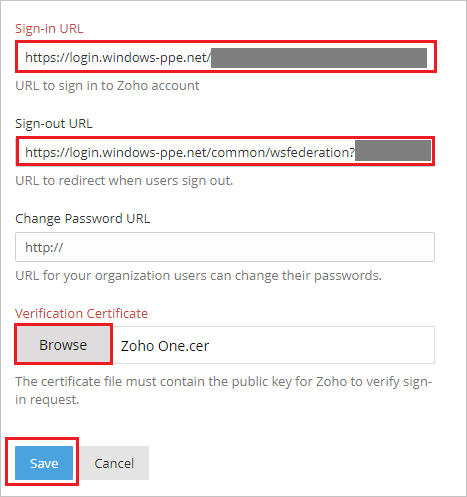 Sign-in URL
https://login.windows-ppe.net/
URL to sign in to Zoho account
Sign-out URL
https://login.windows-ppe.net/common/wsfederation?
URL to redirect when users sign out.
Change Password URL
http://
URL for your organization users can change their passwords.
Verification Certificate
Browse Zoho One.cer
The certificate file must contain the public key for Zoho to verify sign-
in request.
Save Cancel